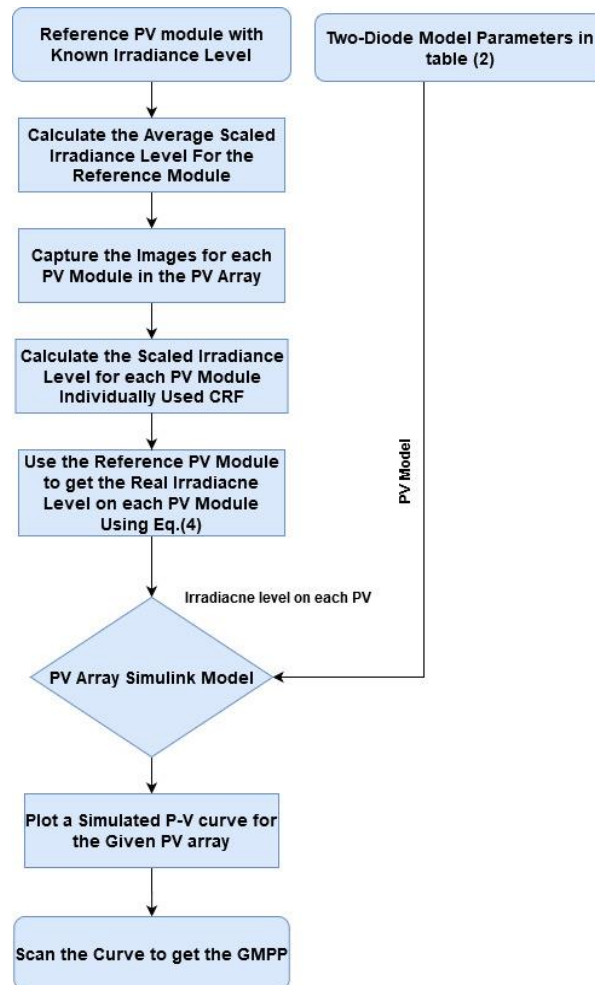 Reference PV module with
Known Irradiance Level
Two-Diode Model Parameters in
table (2)
Calculate the Average Scaled
Irradiance Level For the
Reference Module
Capture the Images for each
PV Module in the PV Array
Calculate the Scaled Irradiance
Level for each PV Module
Individually Used CRF
Use the Reference PV Module
to get the Real Irradiacne
Level on each PV Module
Using Eq.(4)
PV Model
Irradiacne level on each PV
PV Array Simulink Model
Plot a Simulated P-V curve for
the Given PV array
Scan the Curve to get the GMPP